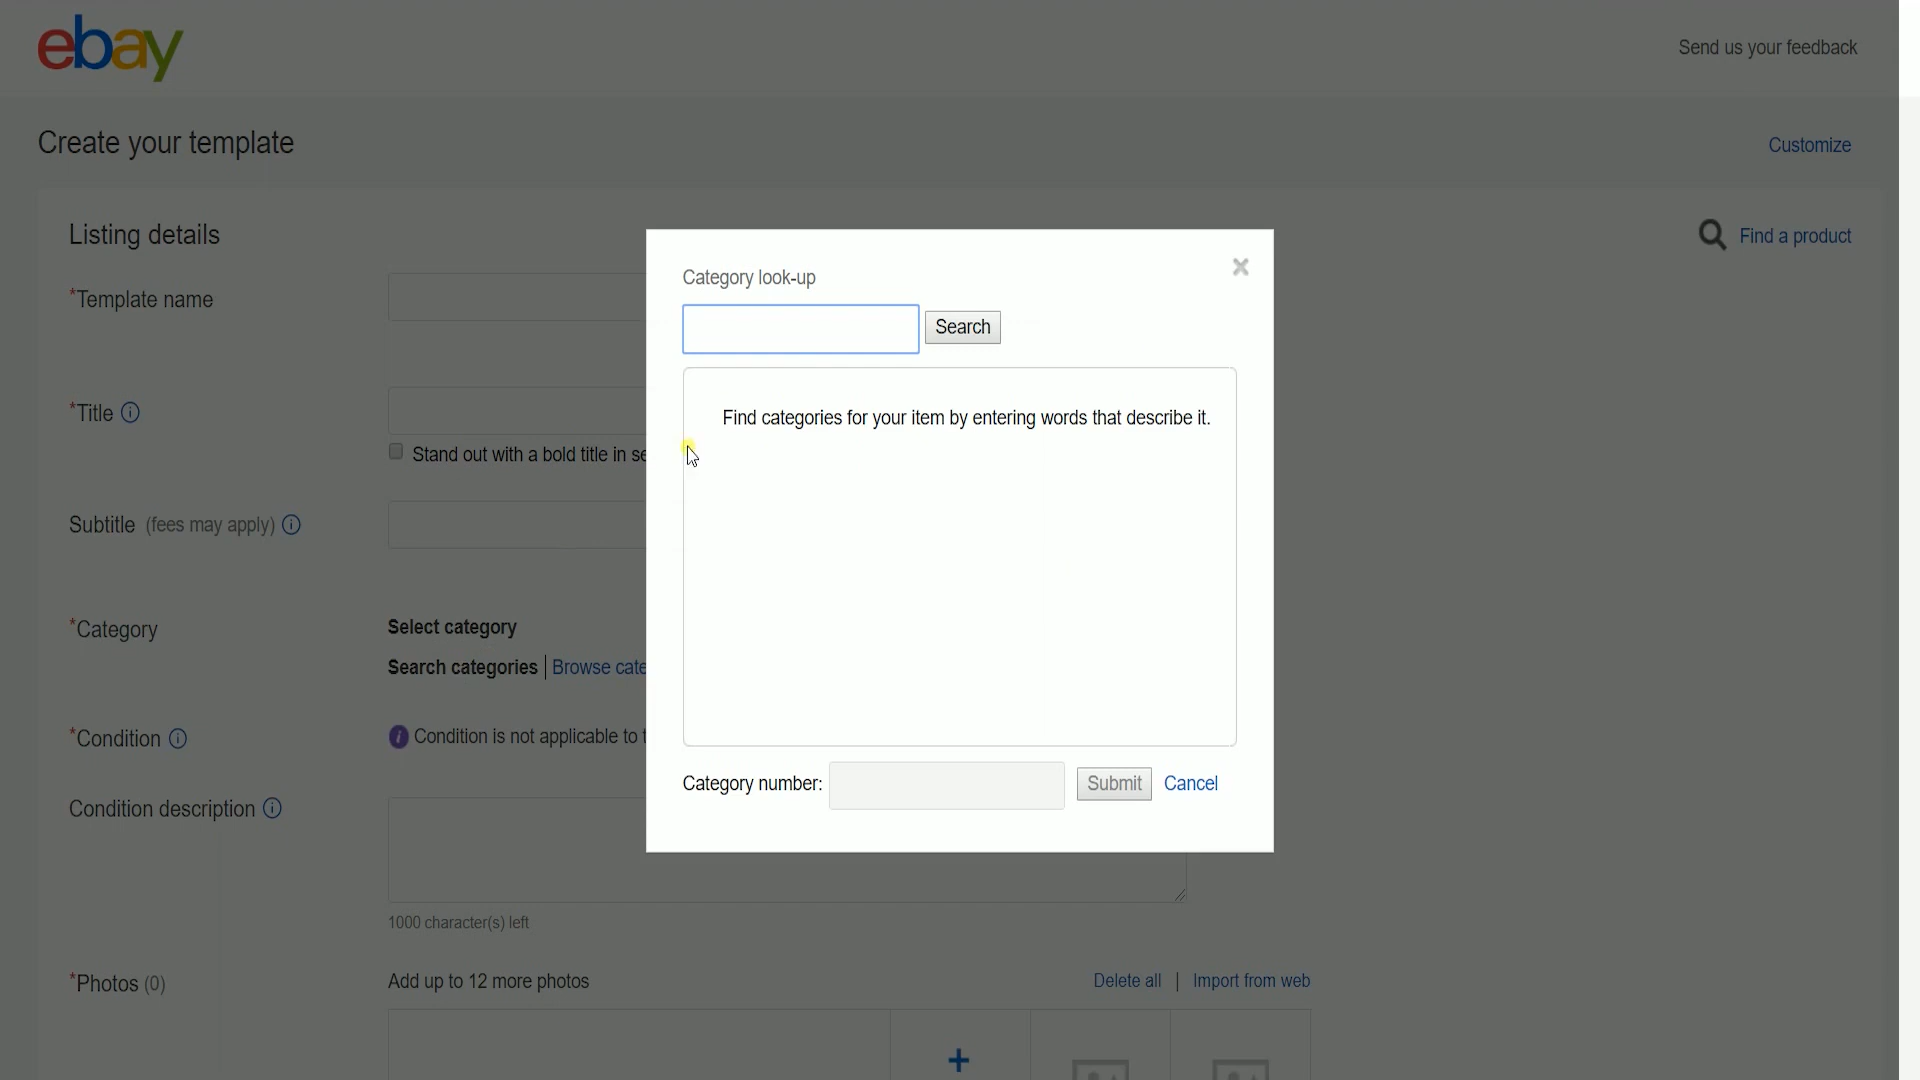 ebay
Send us your feedback
Create your template
Customize
Listing details
Find a product
*Template name
*Title
Stand out with a bold title in se
Subtitle (fees may apply)
*Category
Select category
Search categories | Browse cate
*Condition
Condition is not applicable to t
Condition description
1000 character(s) left
*Photos (0)
Add up to 12 more photos
Delete all | Import from web
Category look-up
Search
Find categories for your item by entering words that describe it.
Category number:
Submit
Cancel